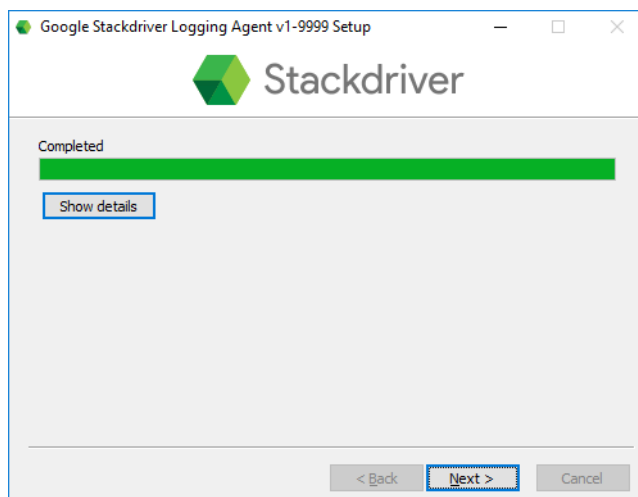 Google Stackdriver Logging Agent v1-9999 Setup
Stackdriver
Completed
Show details
< Back Next > Cancel